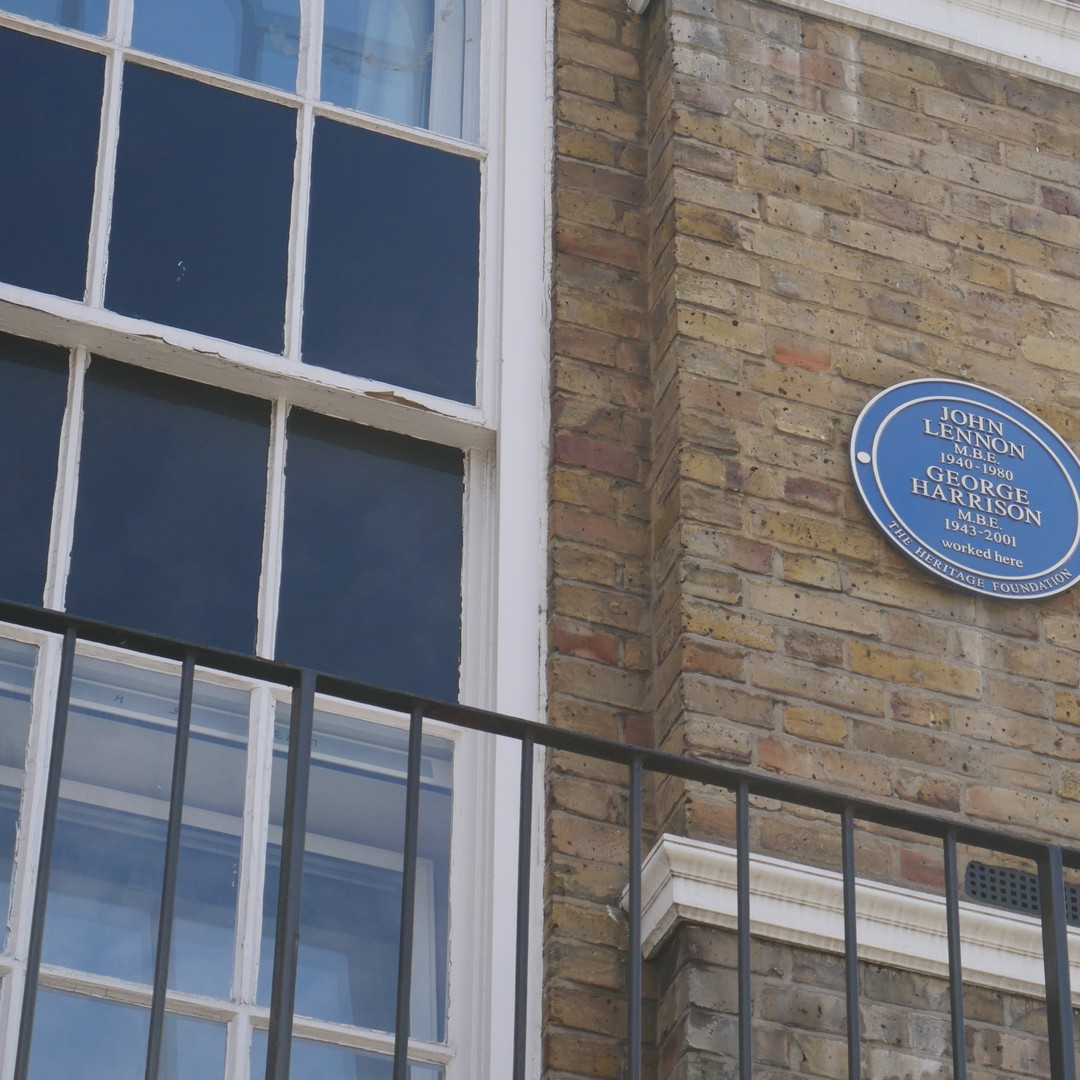 JOHN
LENNON
M.B.E.
1940-1980
GEORGE
HARRISON
M.B.E.
1943-2001
worked here
THE HERITAGE FOUNDATION